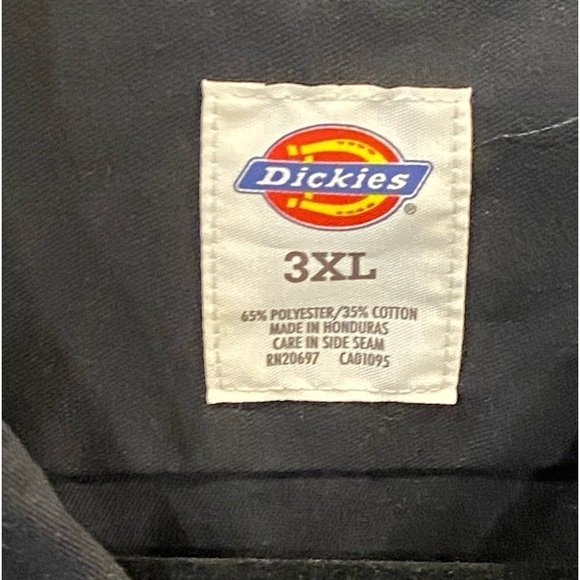 Dickies
®
3XL
65% POLYESTER/35% COTTON
MADE IN HONDURAS
CARE IN SIDE SEAM
RN20697 CA01095